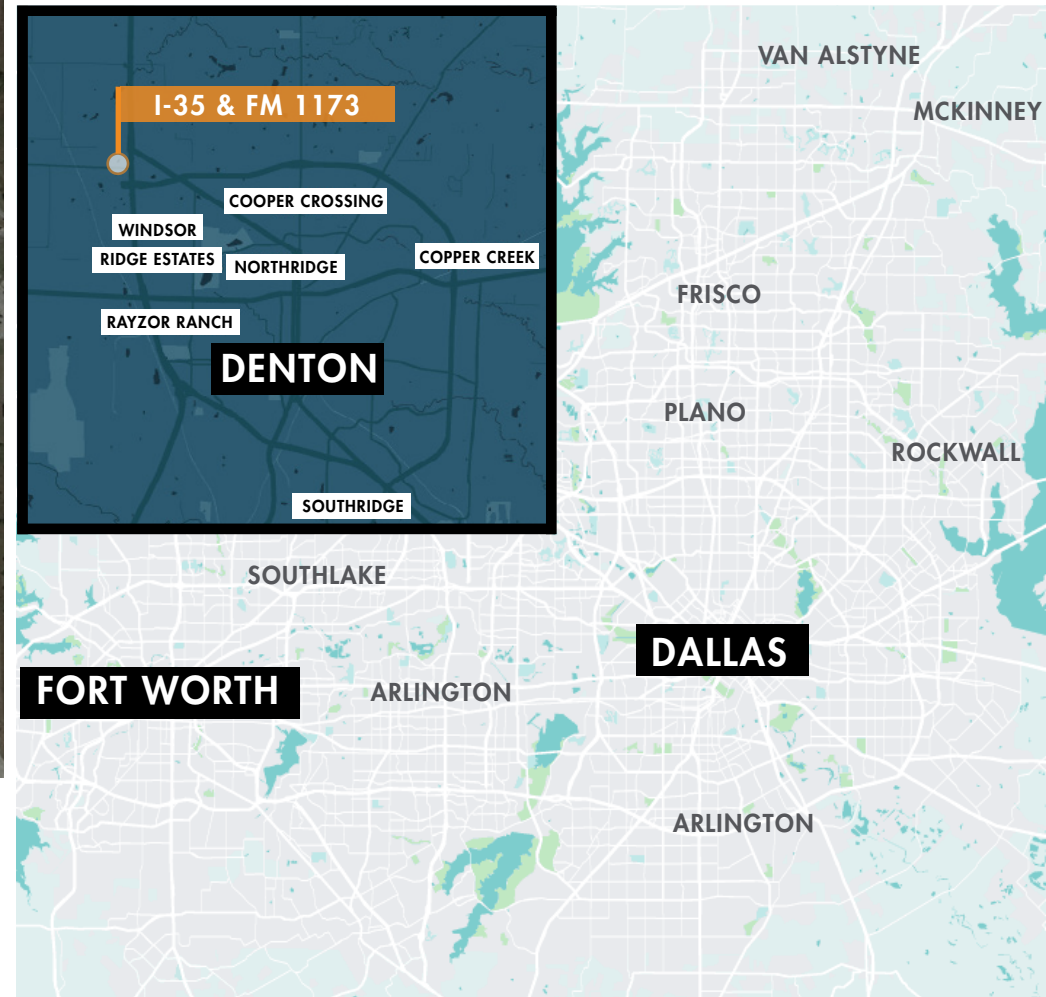 VAN ALSTYNE
I-35 & FM 1173
MCKINNEY
COOPER CROSSING
WINDSOR
RIDGE ESTATES
NORTHRIDGE
COPPER CREEK
FRISCO
RAYZOR RANCH
DENTON
PLANO
ROCKWALL
SOUTHRIDGE
SOUTHLAKE
DALLAS
FORT WORTH
ARLINGTON
ARLINGTON